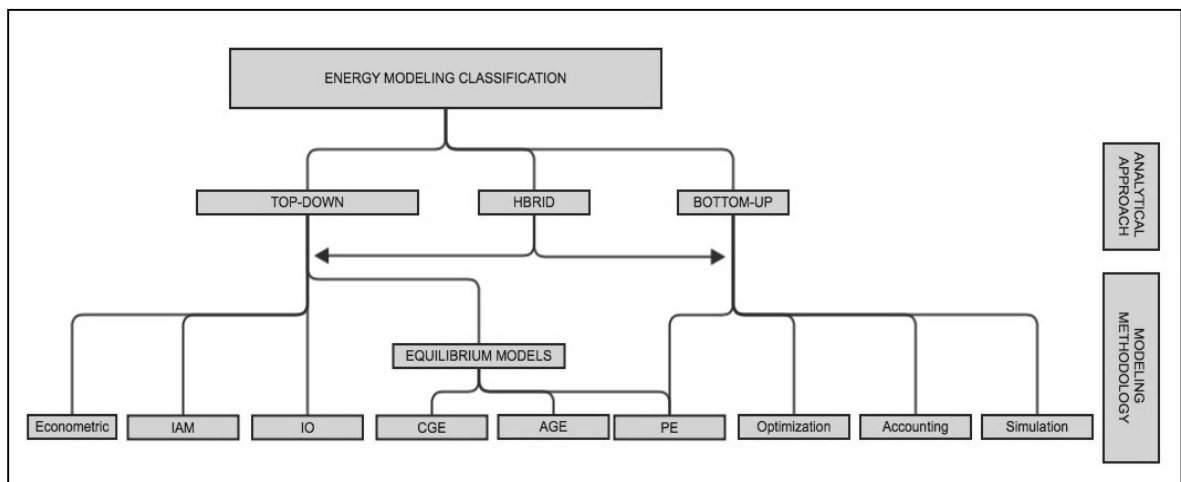 ENERGY MODELING CLASSIFICATION
TOP-DOWN
HBRID
BOTTOM-UP
ANALYTICAL
APPROACH
EQUILIBRIUM MODELS
MODELING
METHODOLOGY
Econometric
IAM
IO
CGE
AGE
PE
Optimization
Accounting
Simulation